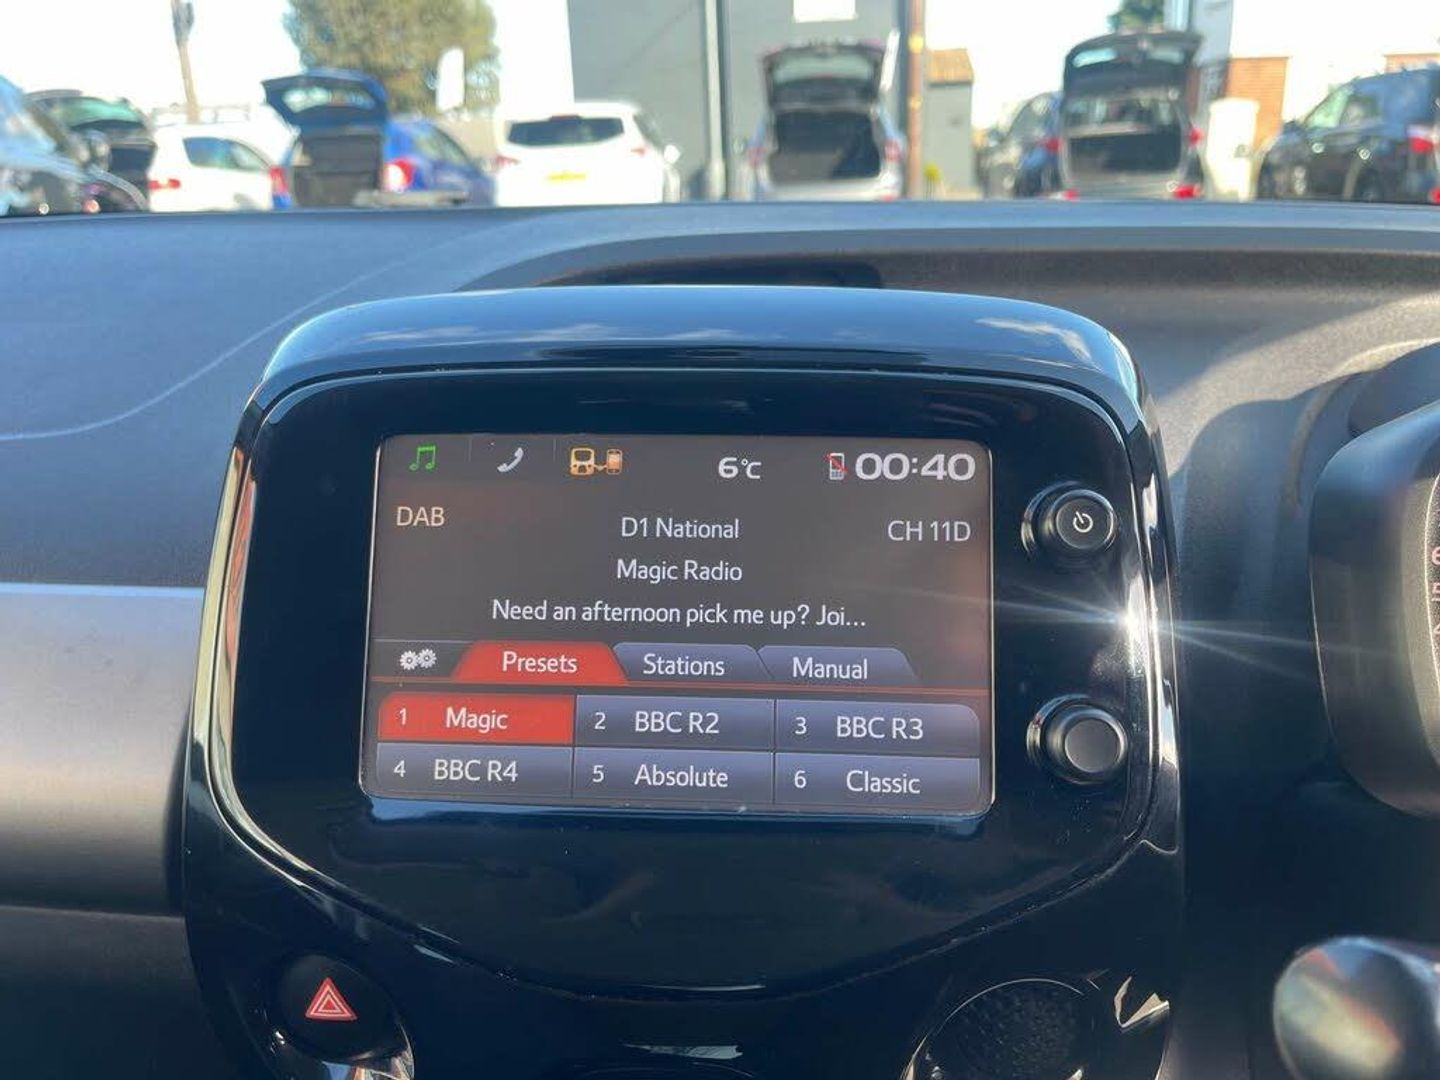 6°C 00:40
DAB D1 National CH 11D
Magic Radio
Need an afternoon pick me up? Joi...
Presets Stations Manual
1 Magic 2 BBC R2 3 BBC R3
4 BBC R4 5 Absolute 6 Classic